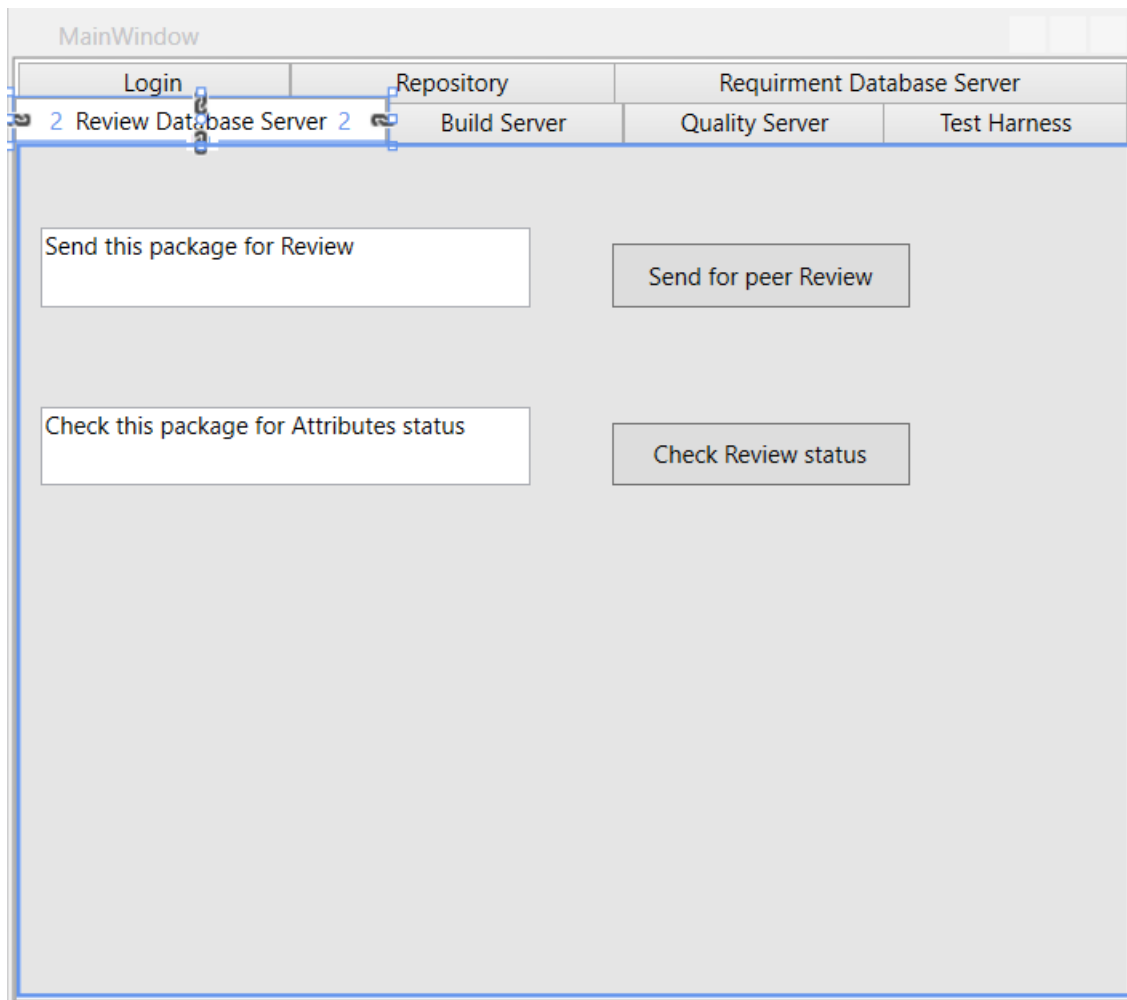 MainWindow
Login Repository Requirment Database Server
2 Review Database Server 2 Build Server Quality Server Test Harness
Send this package for Review
Send for peer Review
Check this package for Attributes status
Check Review status